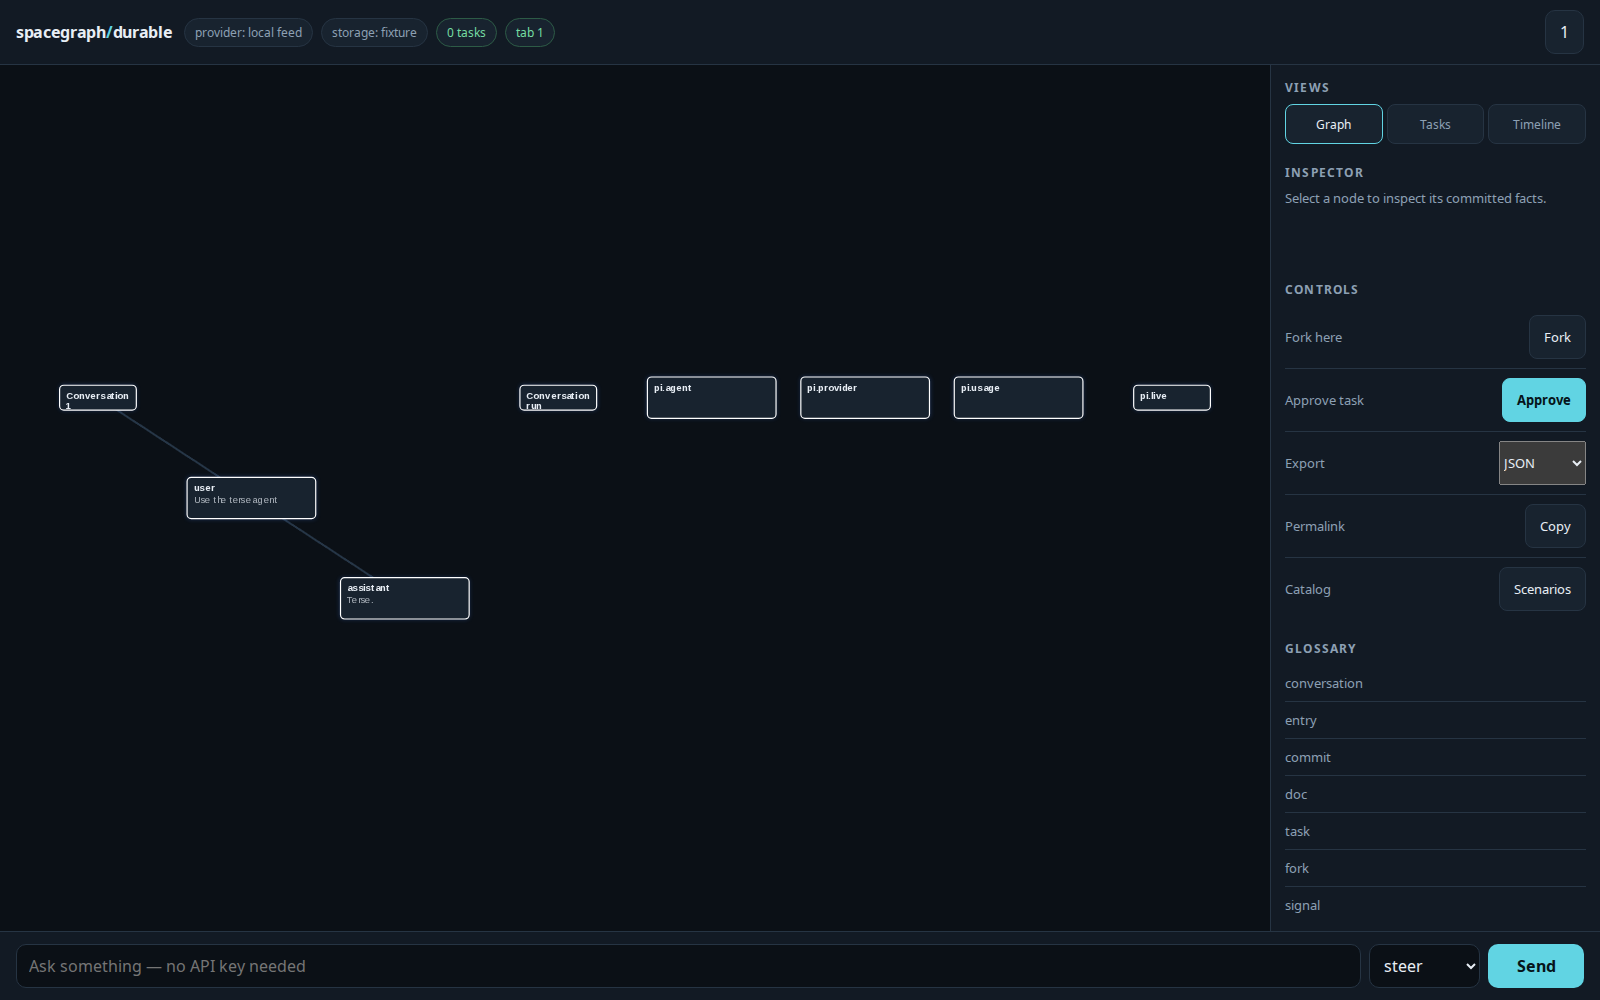 spacegraph/durable
provider: local feed
storage: fixture
0 tasks
tab 1
1
VIEWS
Graph
Tasks
Timeline
INSPECTOR
Select a node to inspect its committed facts.
CONTROLS
Fork here
Fork
Approve task
Approve
Export
JSON
Permalink
Copy
Catalog
Scenarios
GLOSSARY
conversation
entry
commit
doc
task
fork
signal
Conversation
1
Conversation
run
pi.agent
pi.provider
pi.usage
pi.live
user
Use the terse agent
assistant
Terse.
Ask something — no API key needed
steer
Send